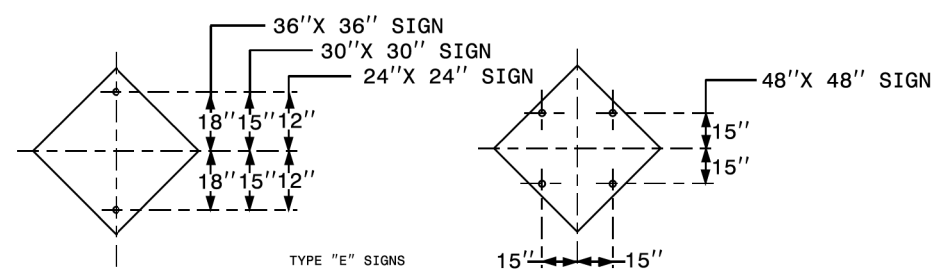 36"X 36" SIGN
30"X 30" SIGN
24"X 24" SIGN
48"X 48" SIGN
18" 15" 12"
15"
18" 15" 12"
15"
TYPE "E" SIGNS
15" 15"